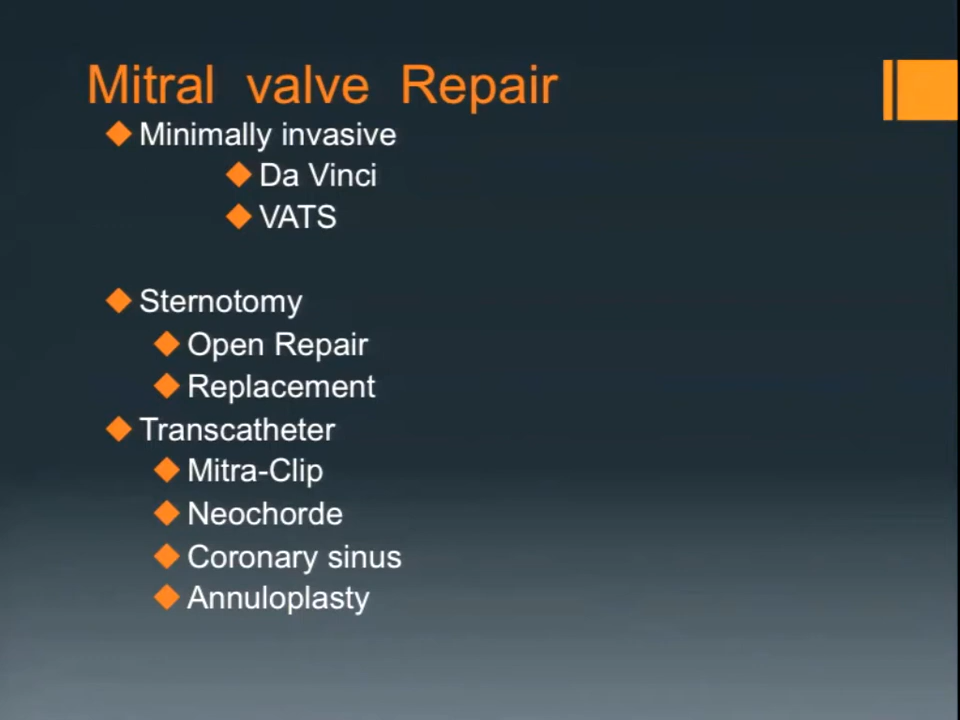 Mitral valve Repair
Minimally invasive
Da Vinci
VATS
Sternotomy
Open Repair
Replacement
Transcatheter
Mitra-Clip
Neochorde
Coronary sinus
Annuloplasty